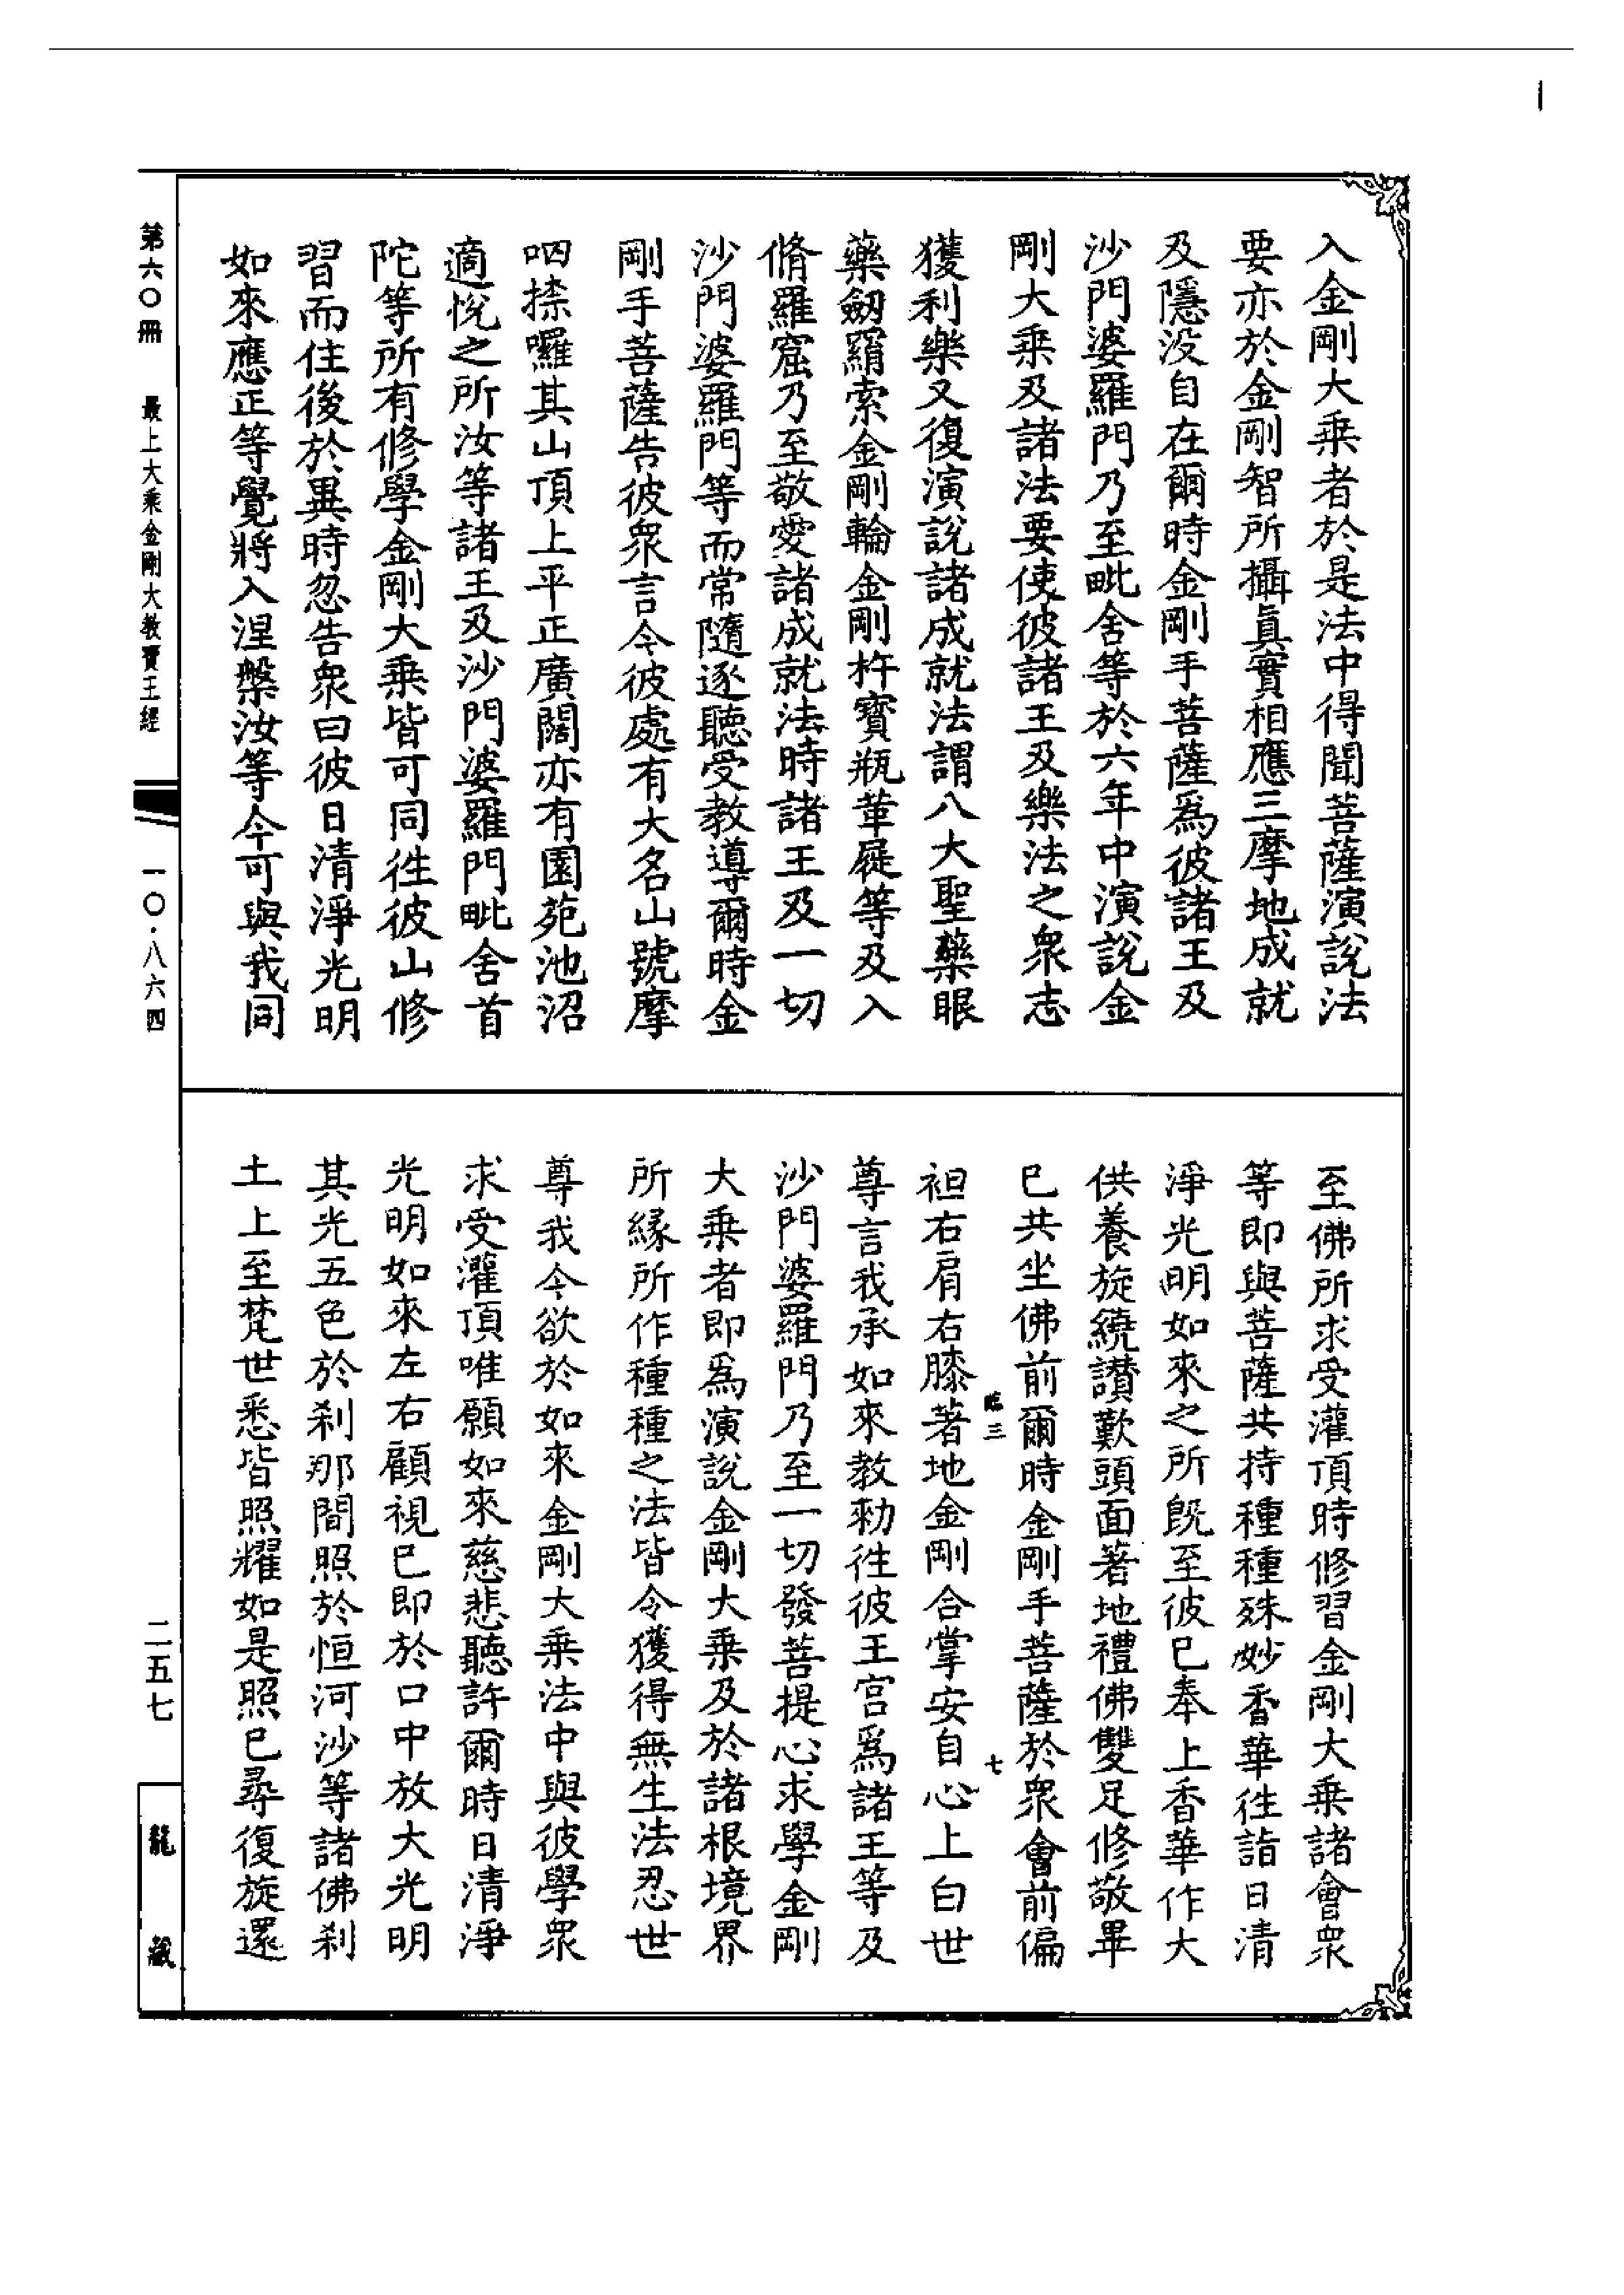 入金剛大乗者於是法中得聞菩薩演説法
要亦於金剛智所攝真實相應三摩地成就
及隱没自在爾時金剛手菩薩爲彼諸王及
沙門婆羅門乃至毗舍等於六年中演説金
剛大乗及諸法要使彼諸王及樂法之衆志
獲利樂又復演説諸成就法謂八大聖藥眼
藥劒羂索金剛輪金剛杵寶瓶革屣等及入
脩羅窟乃至敬愛諸成就法時諸王及一切
沙門婆羅門等而常隨逐聽受教導爾時金
剛手菩薩告彼衆言今彼處有大名山號摩
呬捺囉其山頂上平正廣闊亦有園苑池沼
適悅之所汝等諸王及沙門婆羅門毗舍首
陀等所有修學金剛大乗皆可同徃彼山修
習而住後於異時忽告衆曰彼日清淨光明
如來應正等覺將入涅槃汝等今可與我同
至佛所求受灌頂時修習金剛大乗諸會衆
等即與菩薩共持種種殊妙香華徃詣日清
淨光明如來之所旣至彼已奉上香華作大
供養旋繞讃歎頭面著地禮佛雙足修敬畢
已共坐佛前爾時金剛手菩薩於衆會前偏
袒右肩右膝著地金剛合掌安自心上白世
尊言我承如來教勑徃彼王宫爲諸王等及
沙門婆羅門乃至一切發菩提心求學金剛
大乗者即爲演説金剛大乗及於諸根境界
所緣所作種種之法皆令獲得無生法忍世
尊我今欲於如來金剛大乗法中與彼學衆
求受灌頂唯願如來慈悲聽許爾時日清淨
光明如來左右顧視已即於口中放大光明
其光五色於刹那間照於恒河沙等諸佛刹
土上至梵世悉皆照耀如是照已尋復旋還
三
七
第六〇冊
最上大乘金剛大教寶王經
一〇·八六四
二五七
龍藏